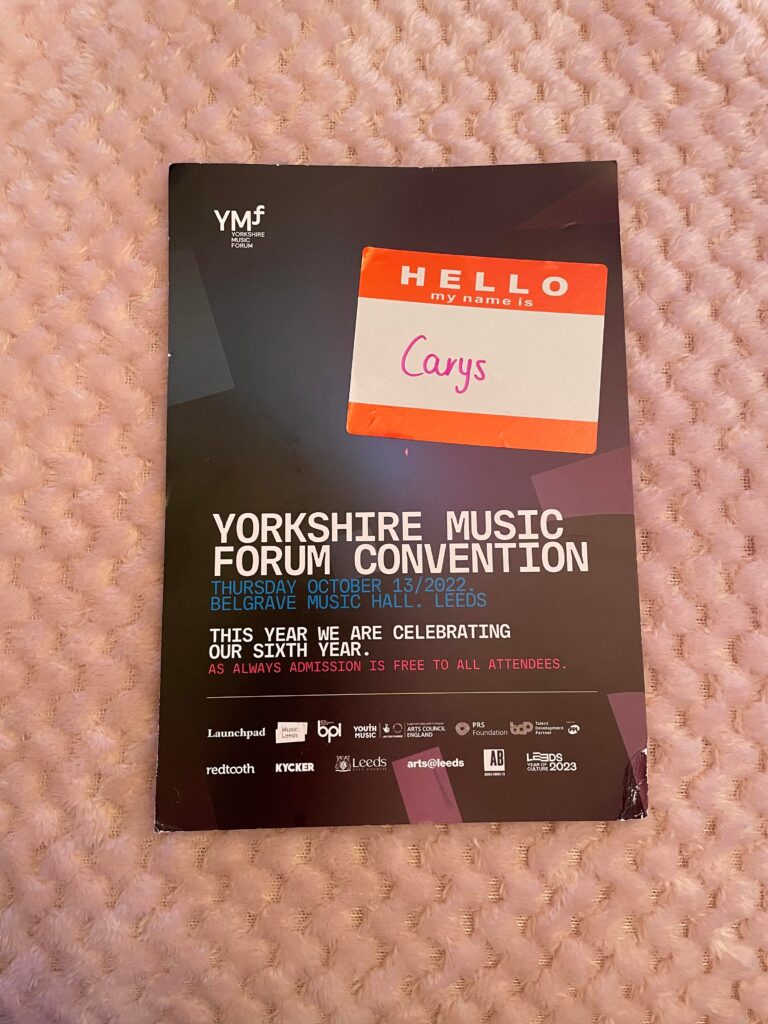 YMf
YORKSHIRE
MUSIC
FORUM
HELLO
my name is
Carys
YORKSHIRE MUSIC
FORUM CONVENTION
THURSDAY OCTOBER 13/2022.
BELGRAVE MUSIC HALL. LEEDS
THIS YEAR WE ARE CELEBRATING
OUR SIXTH YEAR.
AS ALWAYS ADMISSION IS FREE TO ALL ATTENDEES.
Launchpad
Music:
Leeds
bpi
YOUTH
MUSIC
ARTS COUNCIL
ENGLAND
PRS
Foundation
Talent
Development
Partner
redtooth
KYCKER
Leeds
CITY COUNCIL
arts@leeds
AB
LEEDS
YEAR OF
CULTURE 2023